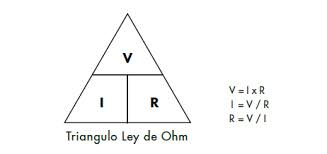 V
I R
Triangulo Ley de Ohm
V = I x R
I = V / R
R = V / I